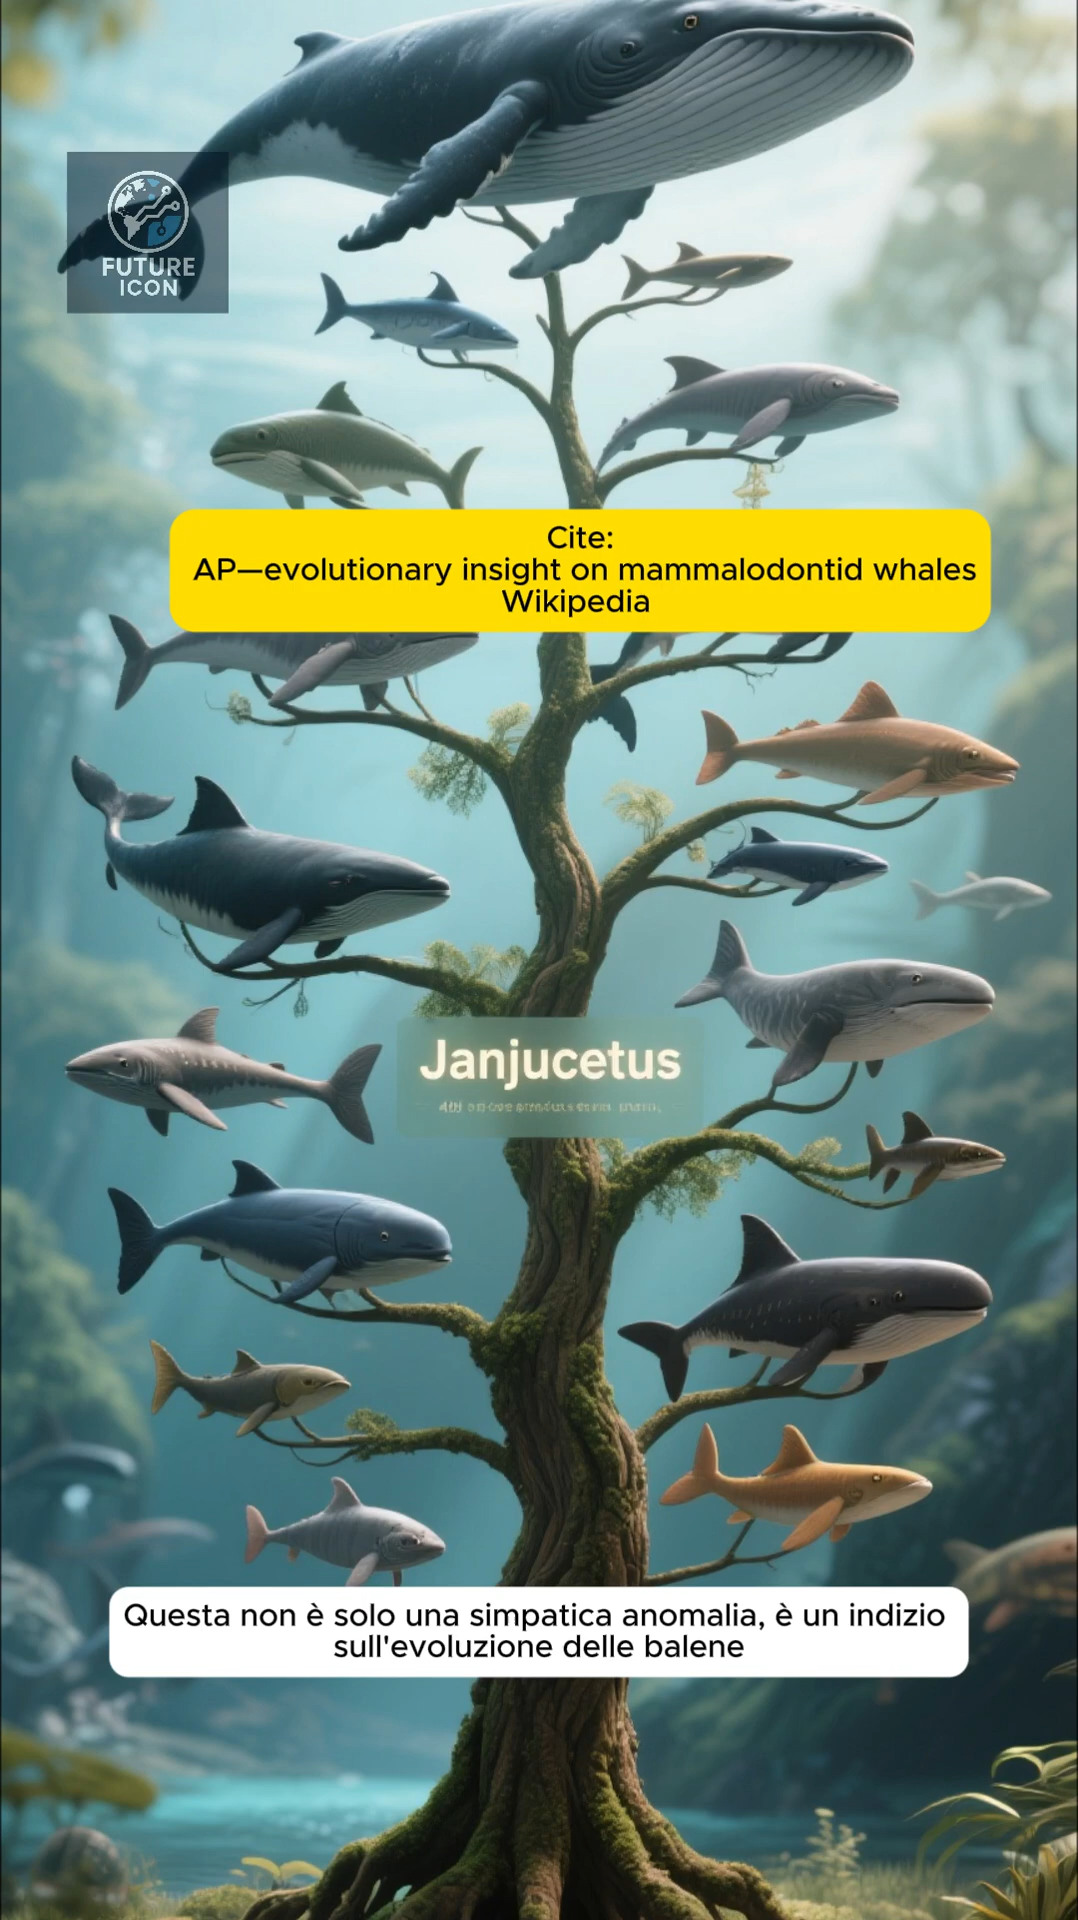 FUTURE
ICON
Cite:
AP—evolutionary insight on mammalodontid whales
Wikipedia
Janjucetus
Questa non è solo una simpatica anomalia, è un indizio
sull'evoluzione delle balene